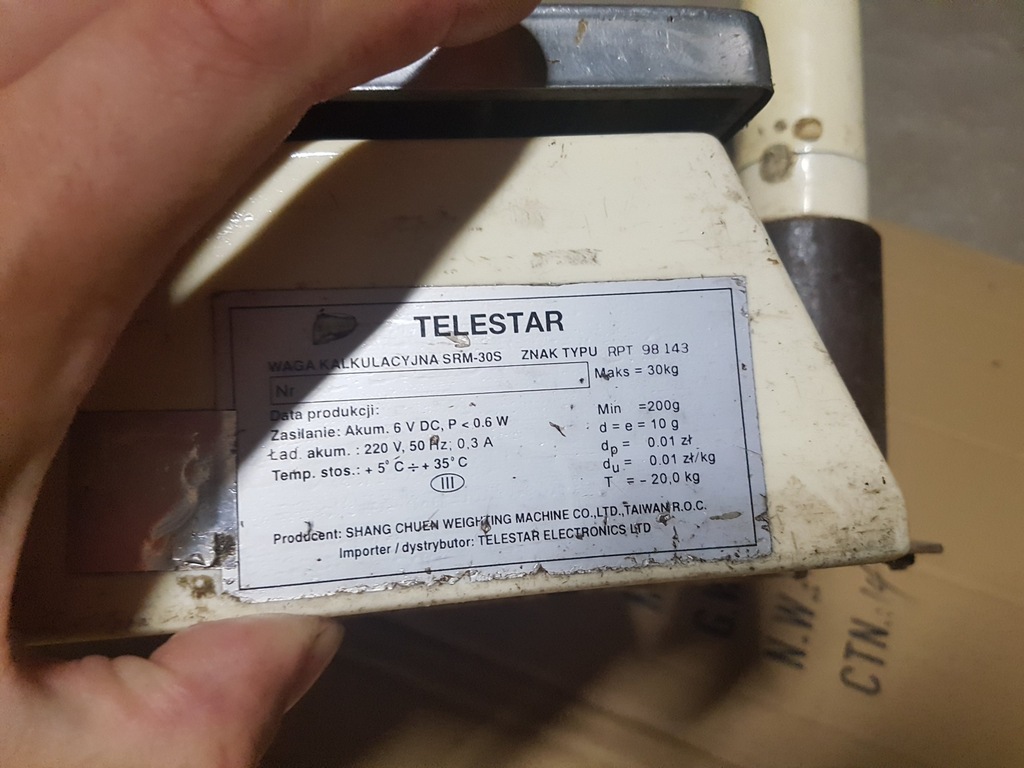 TELESTAR
WAGA KALKULACYJNA SRM-30S ZNAK TYPU RPT 98 143
Nr
Maks = 30kg
Data produkcji:
Zasilanie: Akum. 6 V DC, P < 0.6 W
Ład. akum. : 220 V, 50 Hz, 0,3 A
Temp. stos.: + 5° C ÷ + 35° C
III
Min =200g
d = e = 10 g
dp = 0.01 zł
du = 0.01 zł/kg
T = - 20,0 kg
Producent: SHANG CHUEN WEIGHTING MACHINE CO.,LTD.,TAIWAN R.O.C.
Importer / dystrybutor: TELESTAR ELECTRONICS LTD
N.W.:
CTN.: